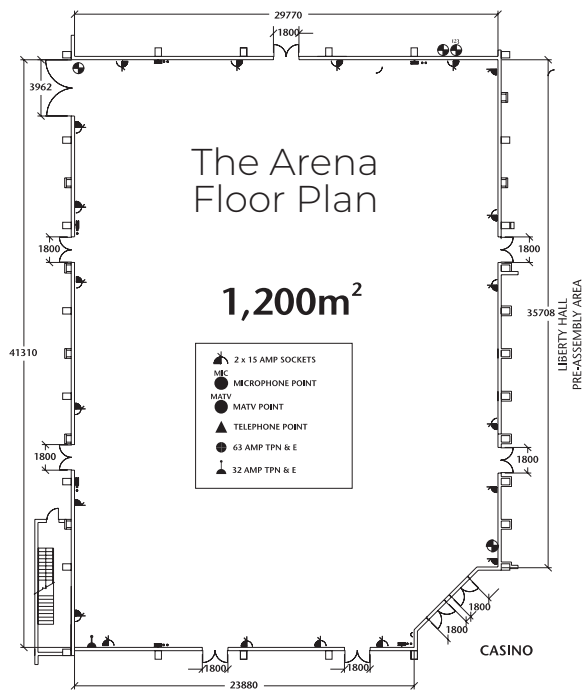 29770
1800
123
3962
The Arena
Floor Plan
1800
1800
1,200m²
35708
LIBERTY HALL
PRE-ASSEMBLY AREA
41310
2 x 15 AMP SOCKETS
MIC
MICROPHONE POINT
MATV
MATV POINT
TELEPHONE POINT
63 AMP TPN & E
32 AMP TPN & E
1800
1800
1800
1800
CASINO
1800
1800
23880